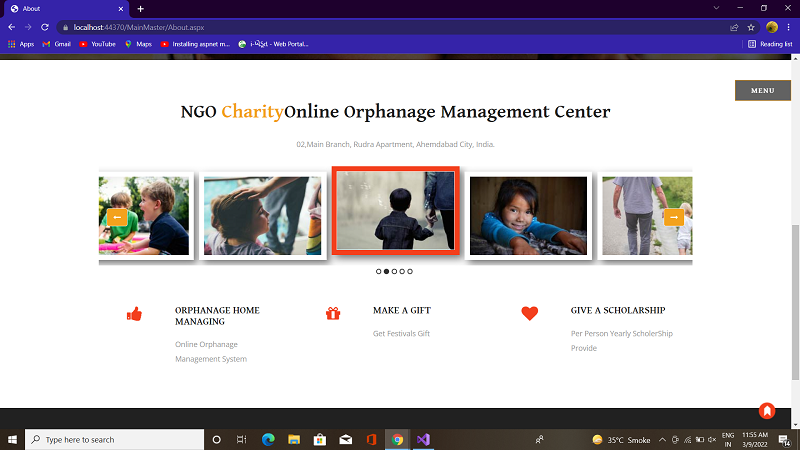 About
localhost:44370/MainMaster/About.aspx
Apps
Gmail
YouTube
Maps
Installing aspnet m...
i-ખેડૂત - Web Portal...
Reading list
MENU
NGO CharityOnline Orphanage Management Center
02,Main Branch, Rudra Apartment, Ahemdabad City, India.
ORPHANAGE HOME
MANAGING
Online Orphanage
Management System
MAKE A GIFT
Get Festivals Gift
GIVE A SCHOLARSHIP
Per Person Yearly ScholerShip
Provide
Type here to search
35°C Smoke
ENG
IN
11:55 AM
3/9/2022
14